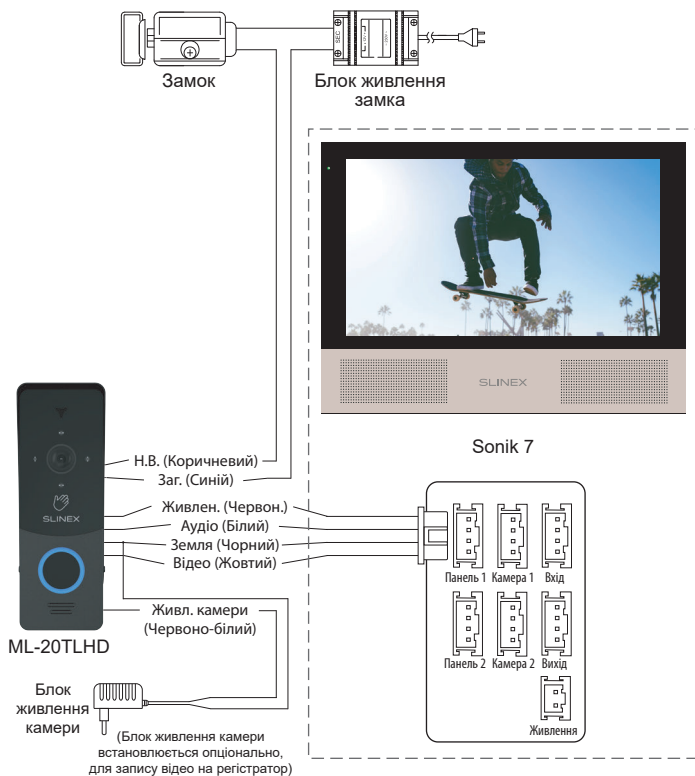 Замок
Блок живлення
замка
SEC
SLINEX
Sonik 7
Н.В. (Коричневий)
Заг. (Синій)
Живлен. (Червон.)
Аудіо (Білий)
Земля (Чорний)
Відео (Жовтий)
Живл. камери
(Червоно-білий)
SLINEX
ML-20TLHD
Панель 1 Камера 1 Вхід
Панель 2 Камера 2 Вихід
Живлення
Блок
живлення
камери
(Блок живлення камери
встановлюється опціонально,
для запису відео на регістратор)